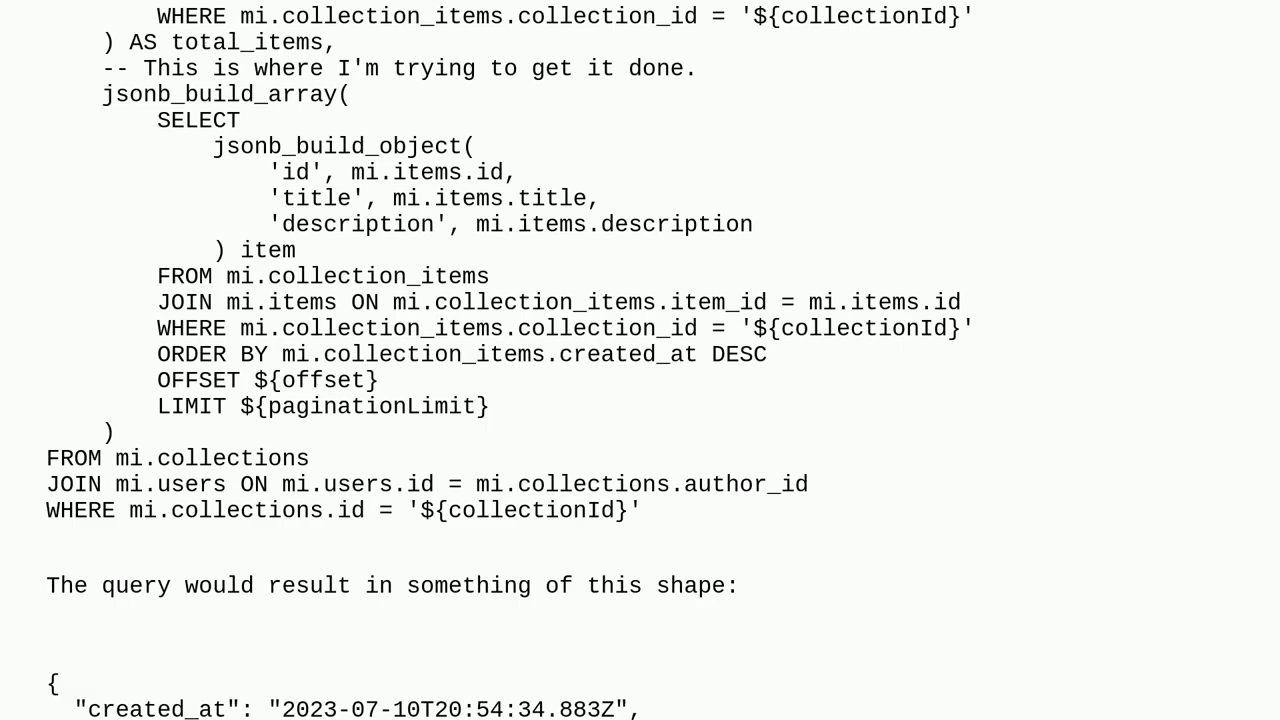 WHERE mi.collection_items.collection_id = '${collectionId}'
) AS total_items,
-- This is where I'm trying to get it done.
jsonb_build_array(
SELECT
jsonb_build_object(
'id', mi.items.id,
'title', mi.items.title,
'description', mi.items.description
) item
FROM mi.collection_items
JOIN mi.items ON mi.collection_items.item_id = mi.items.id
WHERE mi.collection_items.collection_id = '${collectionId}'
ORDER BY mi.collection_items.created_at DESC
OFFSET ${offset}
LIMIT ${paginationLimit}
)
FROM mi.collections
JOIN mi.users ON mi.users.id = mi.collections.author_id
WHERE mi.collections.id = '${collectionId}'
The query would result in something of this shape:
{
"created_at": "2023-07-10T20:54:34.883Z",